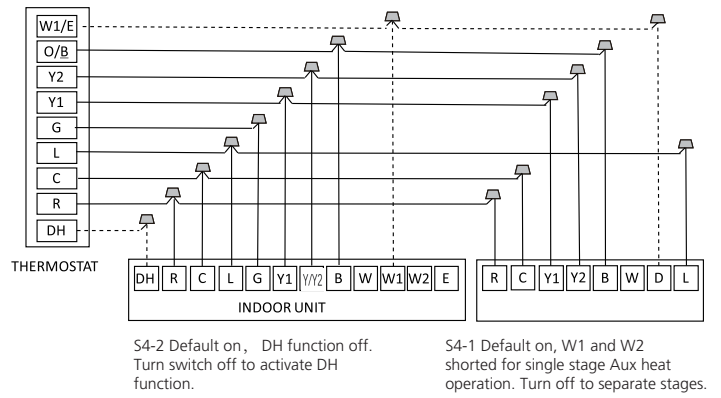 W1/E
O/B
Y2
Y1
G
L
C
R
DH
THERMOSTAT
DH R C L G Y1 Y/Y2 B W W1 W2 E
INDOOR UNIT
R C Y1 Y2 B W D L
S4-2 Default on， DH function off.
Turn switch off to activate DH
function.
S4-1 Default on, W1 and W2
shorted for single stage Aux heat
operation. Turn off to separate stages.